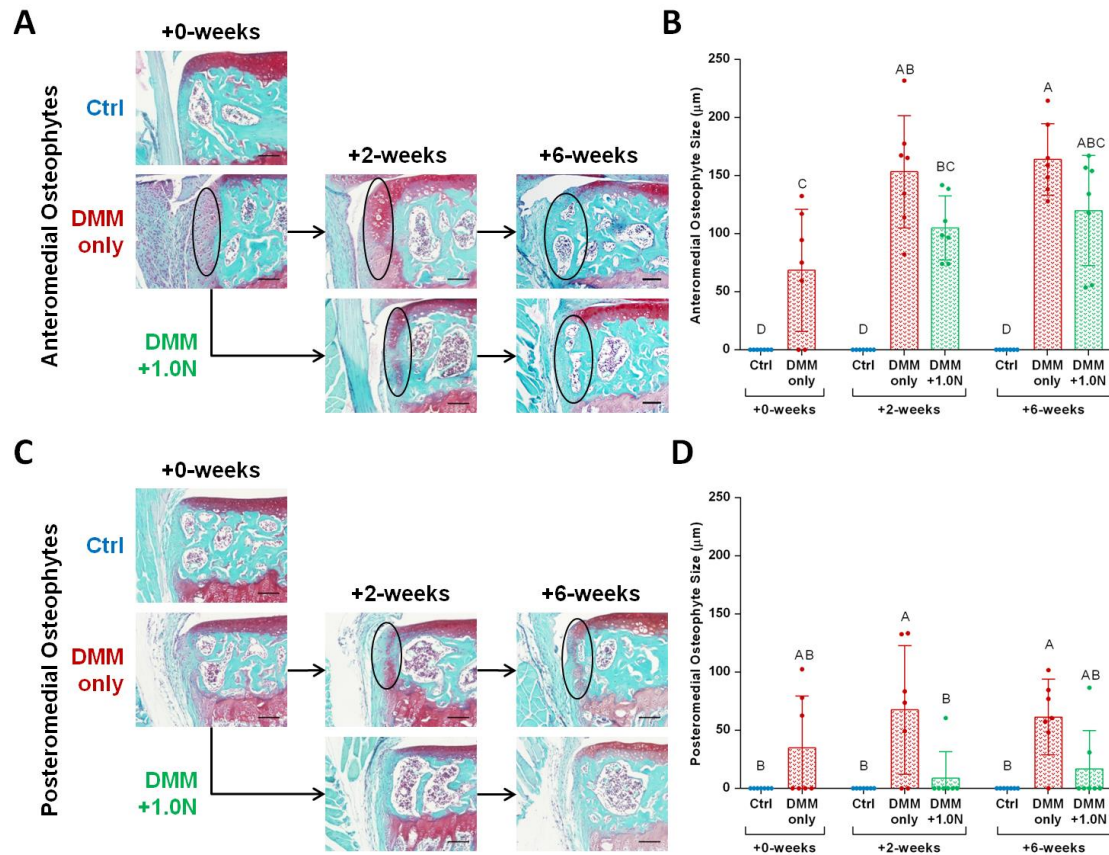 A
+0-weeks
Anteromedial Osteophytes
Ctrl
+2-weeks
+6-weeks
DMM
only
DMM
+1.0N
B
Anteromedial Osteophyte Size (μm)
250
200
150
100
50
0
D
C
D
AB
BC
D
A
ABC
Ctrl
DMM
only
Ctrl
DMM
only
DMM
+1.0N
Ctrl
DMM
only
DMM
+1.0N
+0-weeks
+2-weeks
+6-weeks
C
+0-weeks
Posteromedial Osteophytes
Ctrl
+2-weeks
+6-weeks
DMM
only
DMM
+1.0N
D
Posteromedial Osteophyte Size (μm)
250
200
150
100
50
0
B
AB
B
A
B
B
A
AB
Ctrl
DMM
only
Ctrl
DMM
only
DMM
+1.0N
Ctrl
DMM
only
DMM
+1.0N
+0-weeks
+2-weeks
+6-weeks